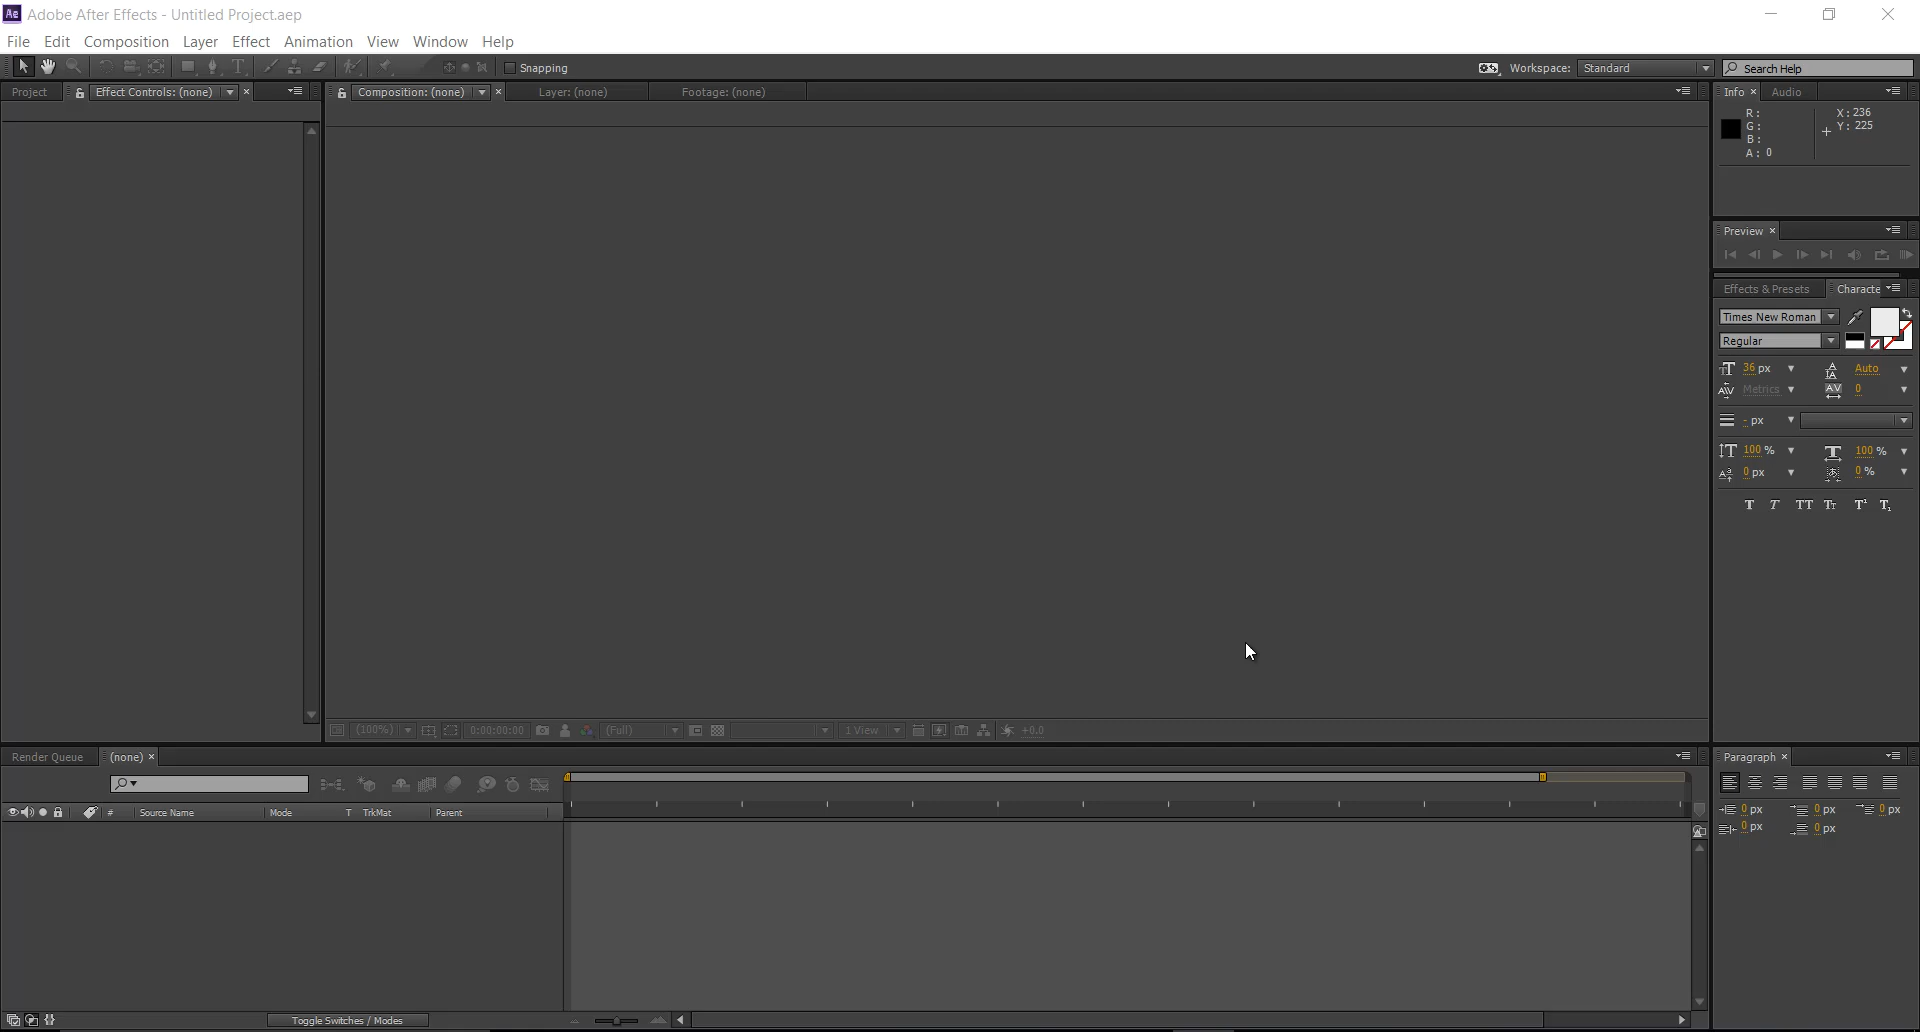 Ae Adobe After Effects - Untitled Project.aep
File Edit Composition Layer Effect Animation View Window Help
Snapping Workspace: Standard Search Help
Project Effect Controls: (none) Composition: (none) Layer: (none) Footage: (none) Info Audio
R: X: 236
G: Y: 225
B:
A: 0
Preview
Effects & Presets Characte
Times New Roman
Regular
36 px Auto
Metrics 0
- px
100 % 100 %
0 px 0 %
T T TT Tt T¹ T₁
(100%) 0:00:00:00 (Full) 1 View +0.0
Render Queue (none) Paragraph
# Source Name Mode T TrkMat Parent
0 px 0 px 0 px
0 px 0 px
Toggle Switches / Modes